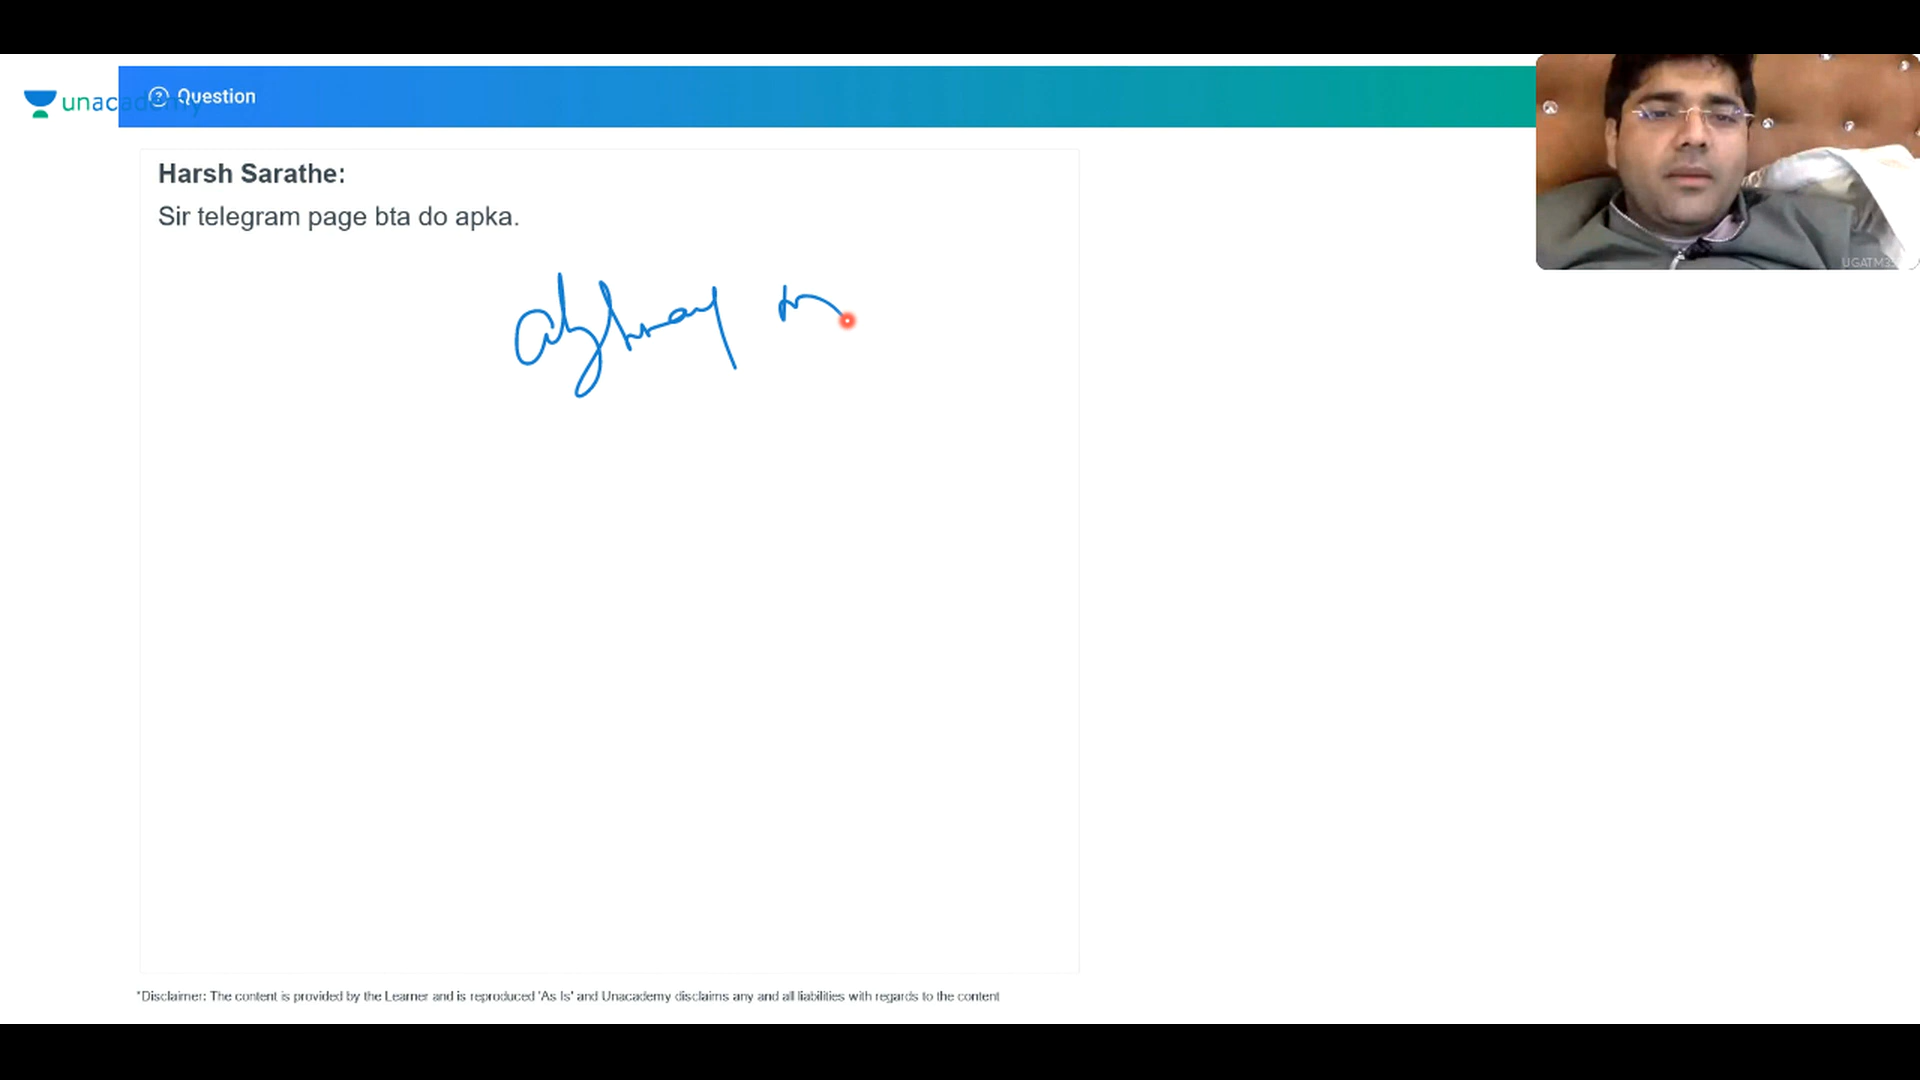 unacademy
Question
Harsh Sarathe:
Sir telegram page bta do apka.
*Disclaimer: The content is provided by the Learner and is reproduced 'As Is' and Unacademy disclaims any and all liabilities with regards to the content